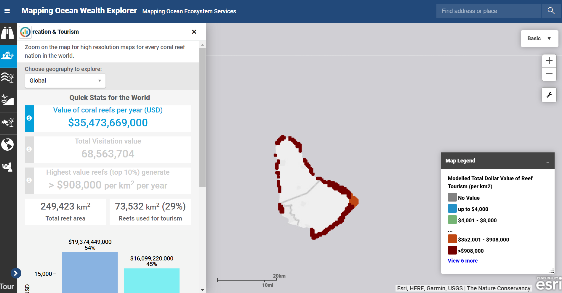 Mapping Ocean Wealth Explorer
Mapping Ocean Ecosystem Services
Find address or place
reation & Tourism
×
Zoom on the map for high resolution maps for every coral reef
nation in the world.
Choose geography to explore:
Global
Quick Stats for the World
Value of coral reefs per year (USD)
$35,473,669,000
Total Visitation value
68,563,704
Highest value reefs (top 10%) generate
> $908,000 per km² per year
249,423 km²
Total reef area
73,532 km² (29%)
Reefs used for tourism
$19,374,449,000
54%
$16,099,220,000
45%
15,000
USD
Tour
Basic
+
−
Map Legend
Modelled Total Dollar Value of Reef
Tourism (per km2)
No Value
up to $4,000
$4,001 - $8,000
...
$352,001 - $908,000
>$908,000
View 6 more
20km
10mi
Esri, HERE, Garmin, USGS | The Nature Conservancy
esri